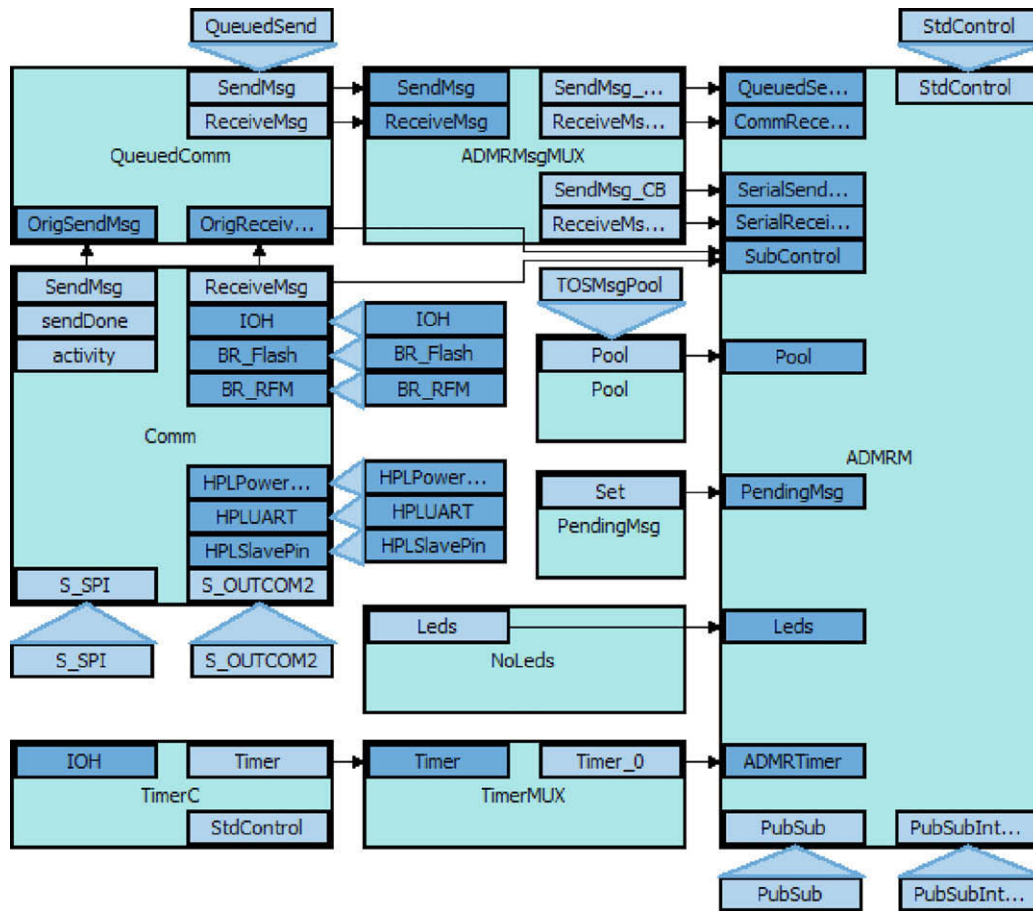 QueuedSend
StdControl
SendMsg
ReceiveMsg
QueuedComm
OrigSendMsg
OrigReceiv...
SendMsg
ReceiveMsg
SendMsg_...
ReceiveMs...
ADMRMsgMUX
SendMsg_CB
ReceiveMs...
StdControl
QueuedSe...
CommRece...
SerialSend...
SerialRecei...
SubControl
SendMsg
sendDone
activity
ReceiveMsg
IOH
BR_Flash
BR_RFM
IOH
BR_Flash
BR_RFM
Comm
HPLPower...
HPLUART
HPLSlavePin
HPLPower...
HPLUART
HPLSlavePin
S_SPI
S_OUTCOM2
S_SPI
S_OUTCOM2
TOSMsgPool
Pool
Pool
Pool
ADMRM
Set
PendingMsg
PendingMsg
Leds
NoLeds
Leds
IOH
Timer
TimerC
StdControl
Timer
Timer_0
TimerMUX
ADMRTimer
PubSub
PubSubInt...
PubSub
PubSubInt...